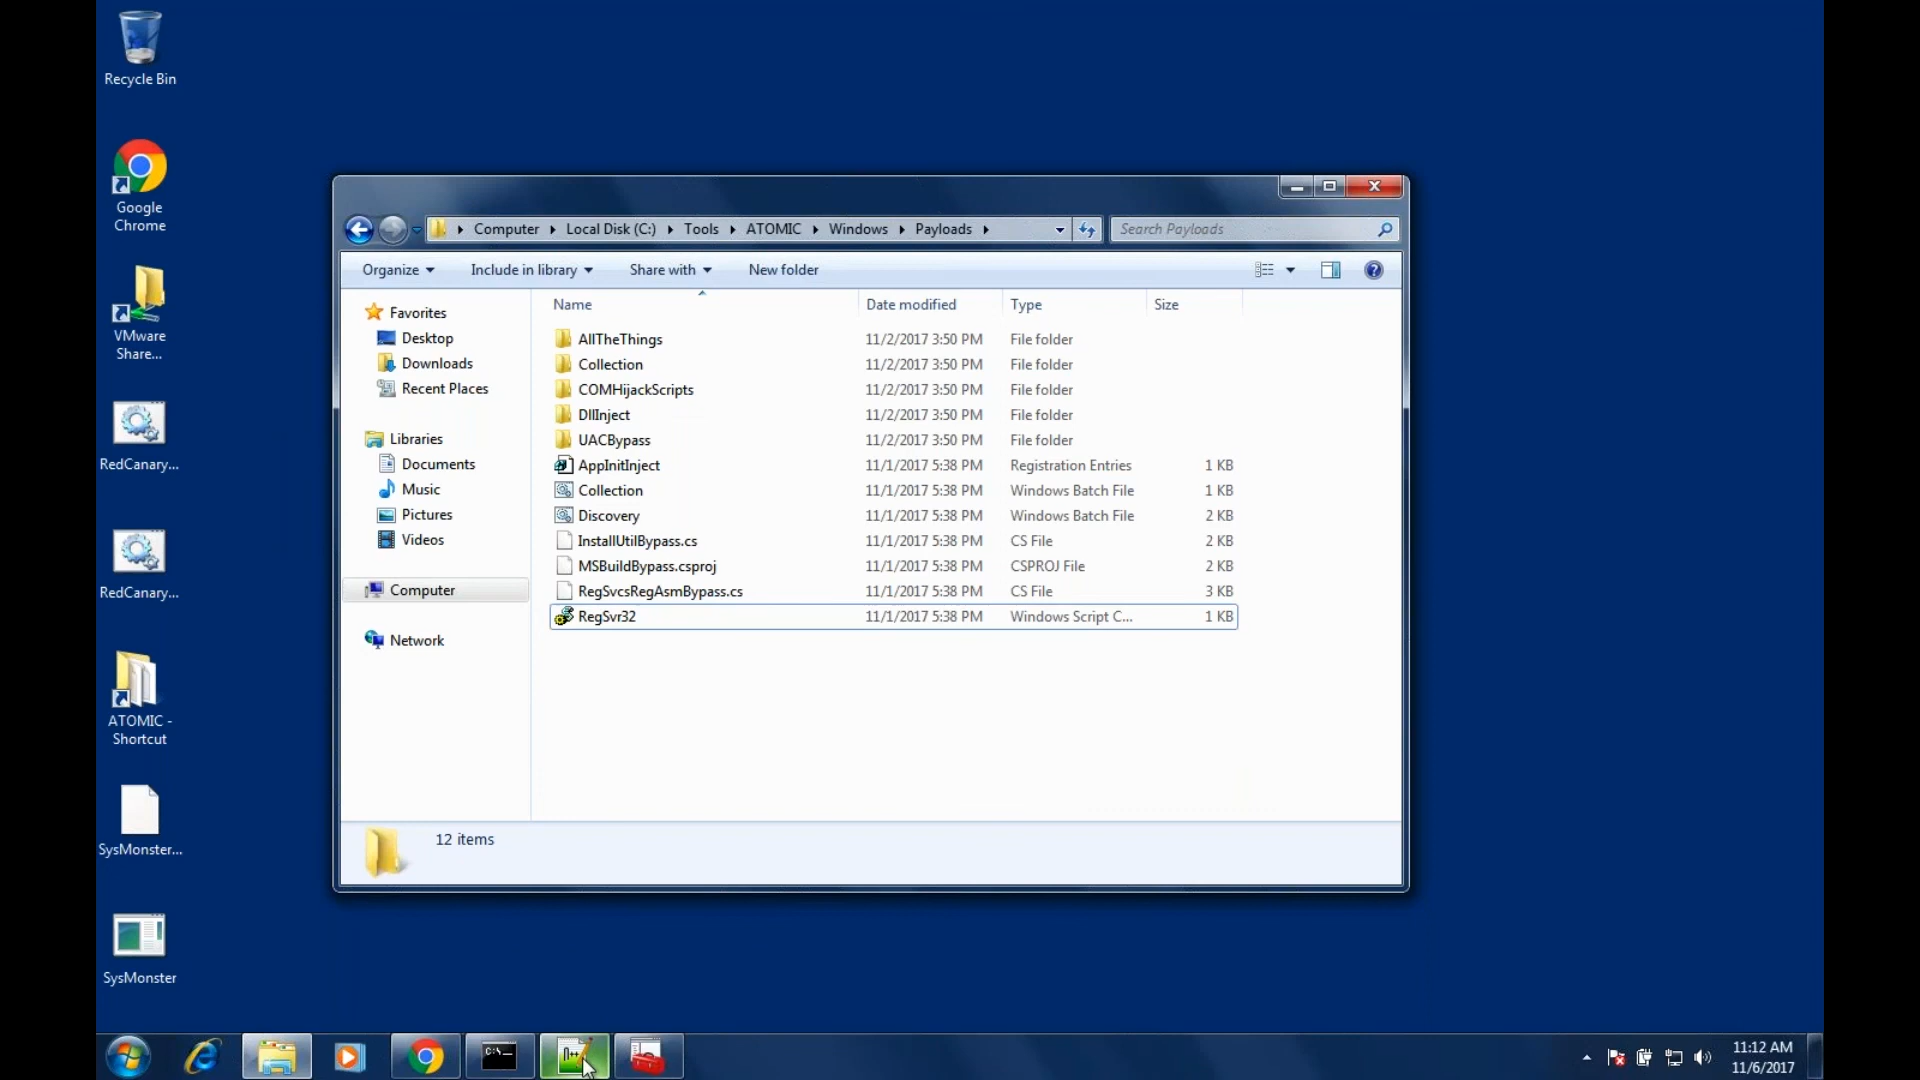 Recycle Bin
Google
Chrome
VMware
Share...
RedCanary...
RedCanary...
ATOMIC -
Shortcut
SysMonster...
SysMonster
Computer Local Disk (C:) Tools ATOMIC Windows Payloads
Search Payloads
Organize Include in library Share with New folder
Favorites
Desktop
Downloads
Recent Places
Libraries
Documents
Music
Pictures
Videos
Computer
Network
Name Date modified Type Size
AllTheThings 11/2/2017 3:50 PM File folder
Collection 11/2/2017 3:50 PM File folder
COMHijackScripts 11/2/2017 3:50 PM File folder
DllInject 11/2/2017 3:50 PM File folder
UACBypass 11/2/2017 3:50 PM File folder
AppInitInject 11/1/2017 5:38 PM Registration Entries 1 KB
Collection 11/1/2017 5:38 PM Windows Batch File 1 KB
Discovery 11/1/2017 5:38 PM Windows Batch File 2 KB
InstallUtilBypass.cs 11/1/2017 5:38 PM CS File 2 KB
MSBuildBypass.csproj 11/1/2017 5:38 PM CSPROJ File 2 KB
RegSvcsRegAsmBypass.cs 11/1/2017 5:38 PM CS File 3 KB
RegSvr32 11/1/2017 5:38 PM Windows Script C... 1 KB
12 items
11:12 AM
11/6/2017